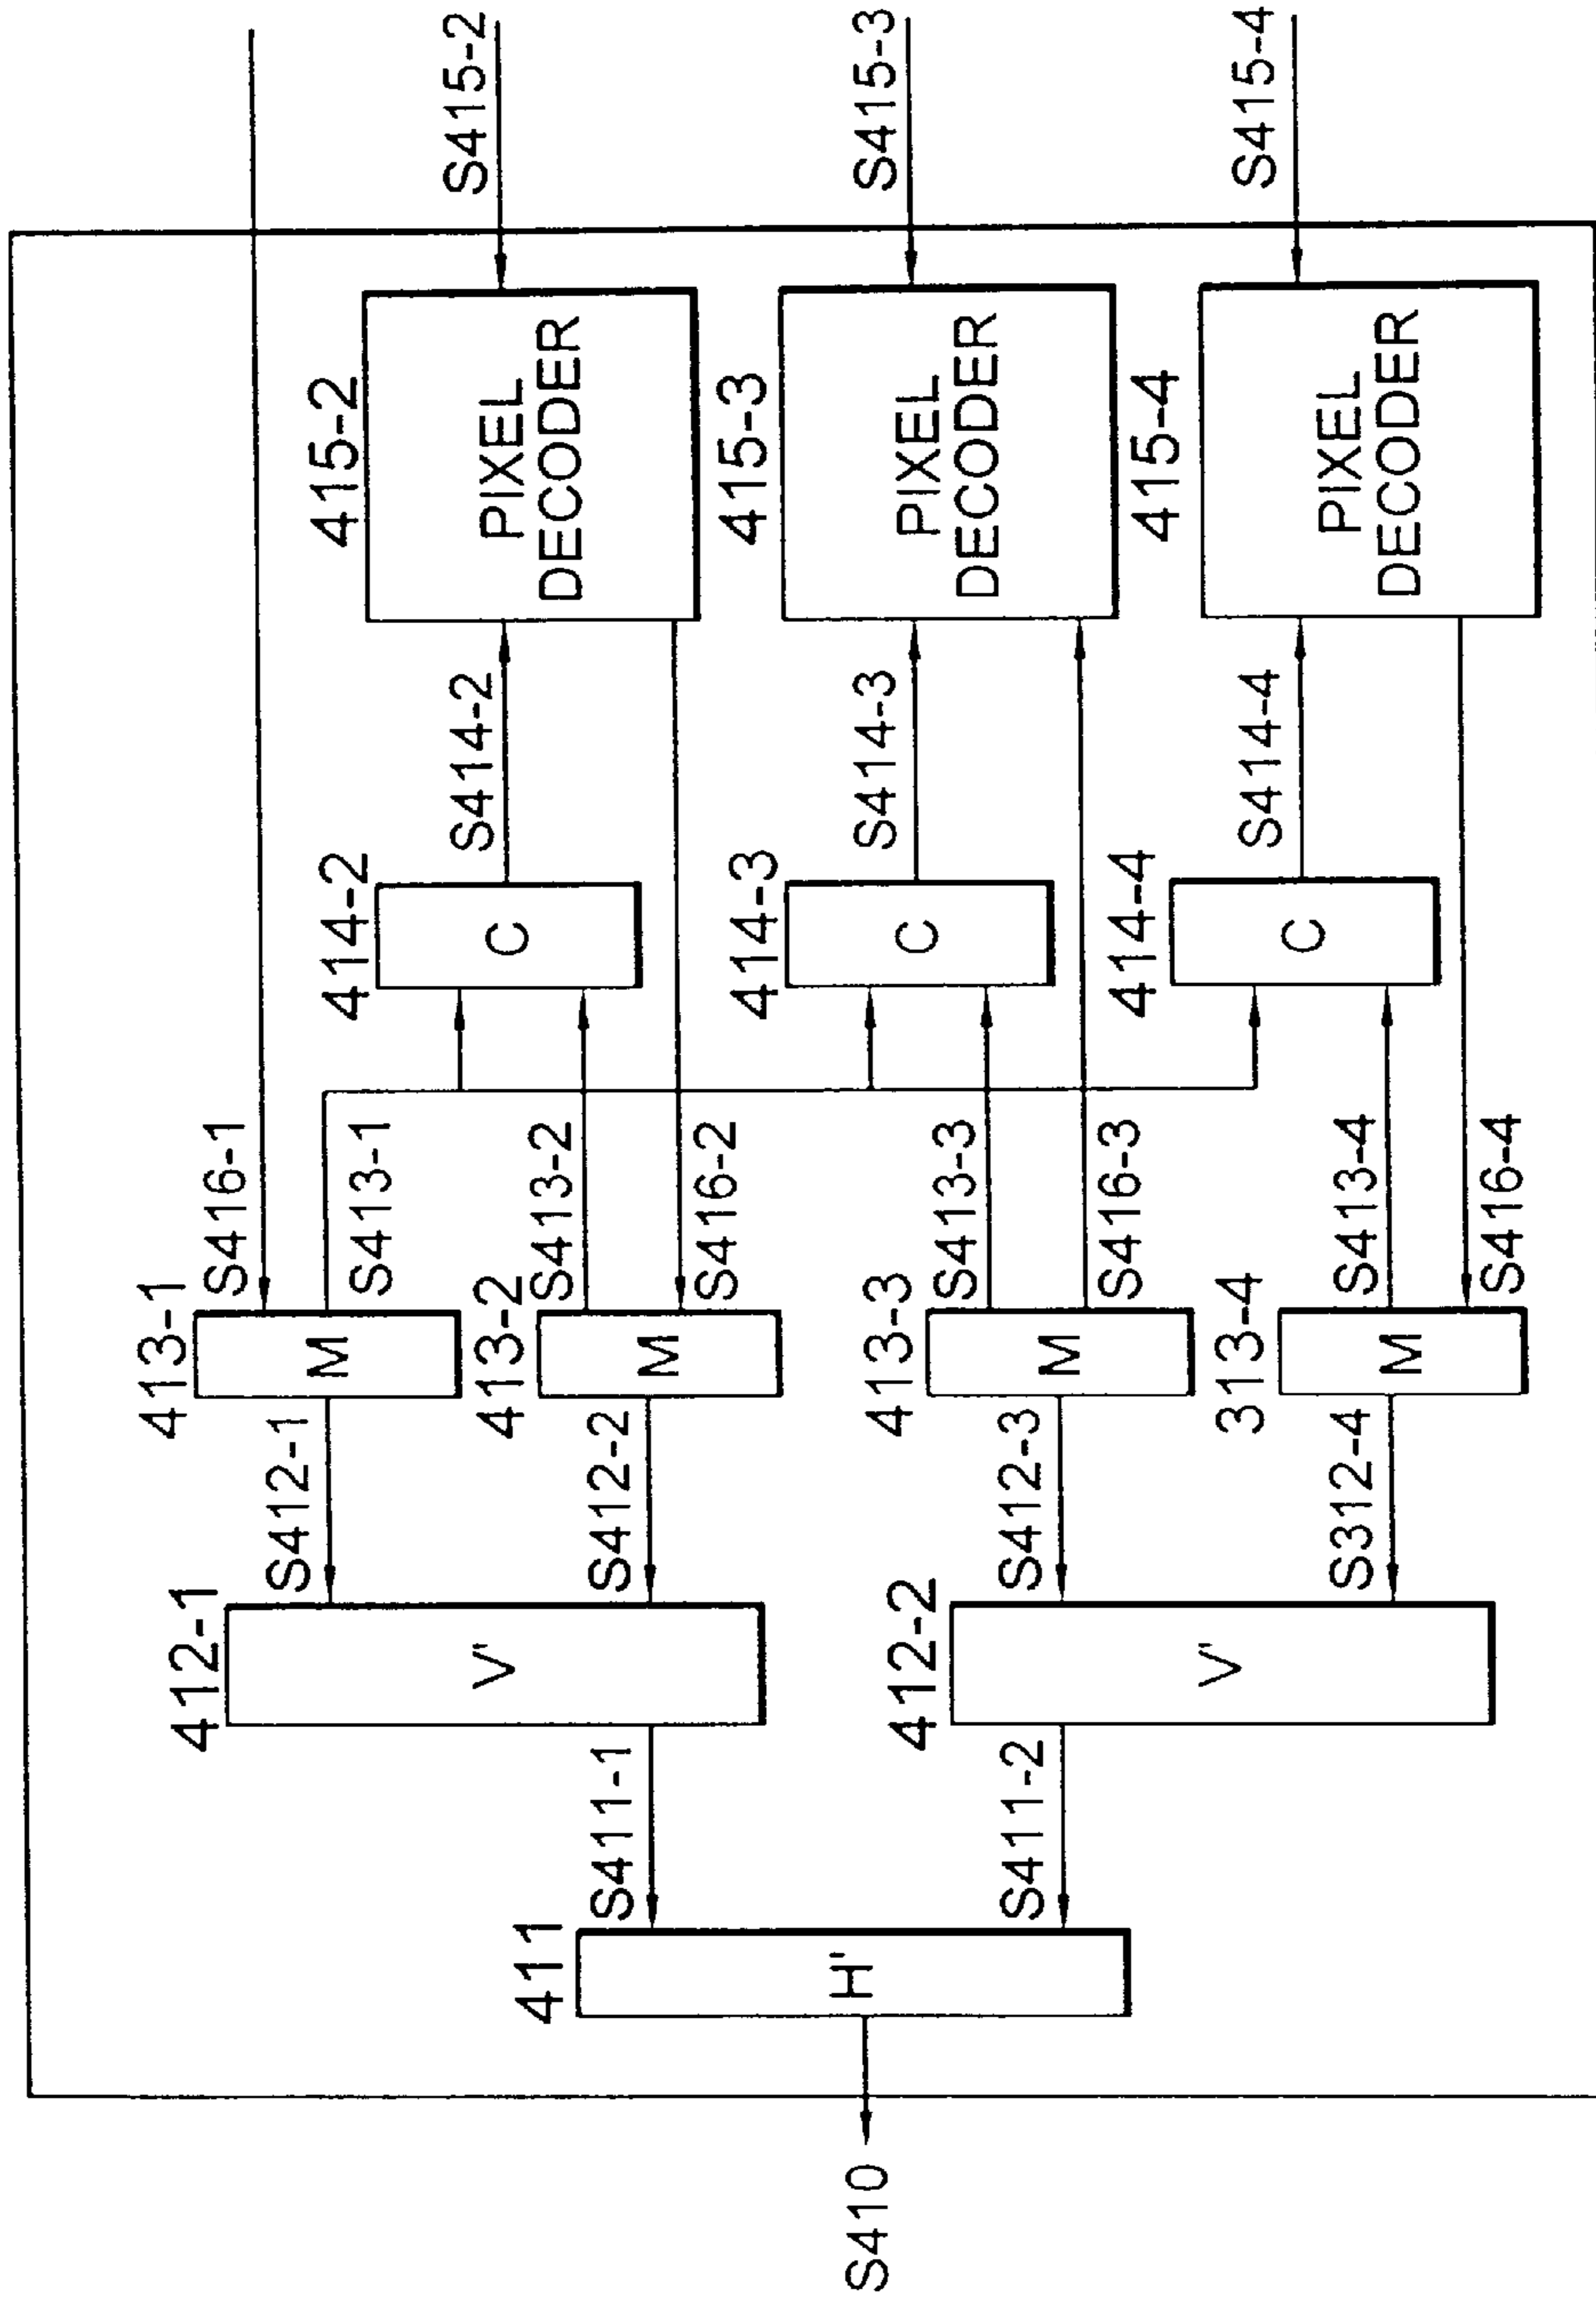 412-1
413-1
S416-1
S412-1
M
S413-1
414-2
415-2
S414-2
S415-2
V"
413-2
C
PIXEL
DECODER
411
S413-2
S411-1
S412-2
M
S416-2
414-3
415-3
S410
H'
413-3
S414-3
S415-3
412-2
C
PIXEL
DECODER
S413-3
S411-2
S412-3
M
S416-3
414-4
415-4
V'
313-4
S414-4
S415-4
C
PIXEL
DECODER
S312-4
S413-4
M
S416-4